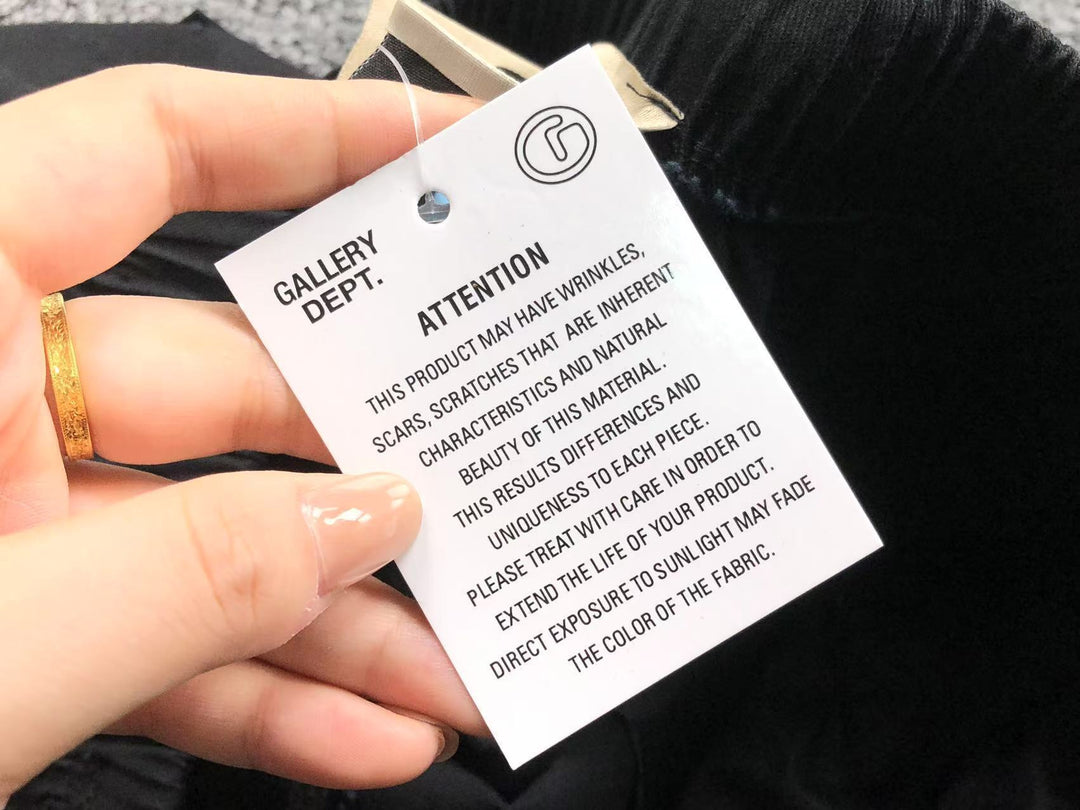 GALLERY
DEPT.
ATTENTION
THIS PRODUCT MAY HAVE WRINKLES,
SCARS, SCRATCHES THAT ARE INHERENT
CHARACTERISTICS AND NATURAL
BEAUTY OF THIS MATERIAL.
THIS RESULTS DIFFERENCES AND
UNIQUENESS TO EACH PIECE.
PLEASE TREAT WITH CARE IN ORDER TO
EXTEND THE LIFE OF YOUR PRODUCT.
DIRECT EXPOSURE TO SUNLIGHT MAY FADE
THE COLOR OF THE FABRIC.